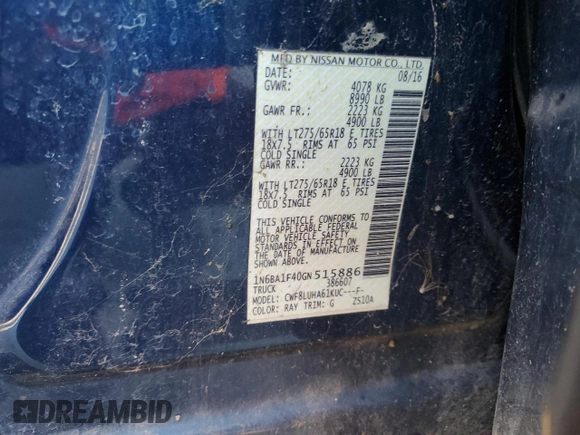 MFD BY NISSAN MOTOR CO., LTD.
DATE: 08/16
GVWR: 4078 KG
8990 LB
GAWR FR.: 2223 KG
4900 LB
WITH LT275/65R18 E TIRES
18X7.5 RIMS AT 65 PSI
COLD SINGLE
GAWR RR.: 2223 KG
4900 LB
WITH LT275/65R18 E TIRES
18X7.5 RIMS AT 65 PSI
COLD SINGLE
THIS VEHICLE CONFORMS TO
ALL APPLICABLE FEDERAL
MOTOR VEHICLE SAFETY
STANDARDS IN EFFECT ON
THE DATE OF MANUFACTURE
SHOWN ABOVE.
1N6BA1F40GN515886
TRUCK 386607
MODEL: CWF8LUHA61KUC---F-
COLOR: RAY TRIM: G ZS10A
DREAMBID